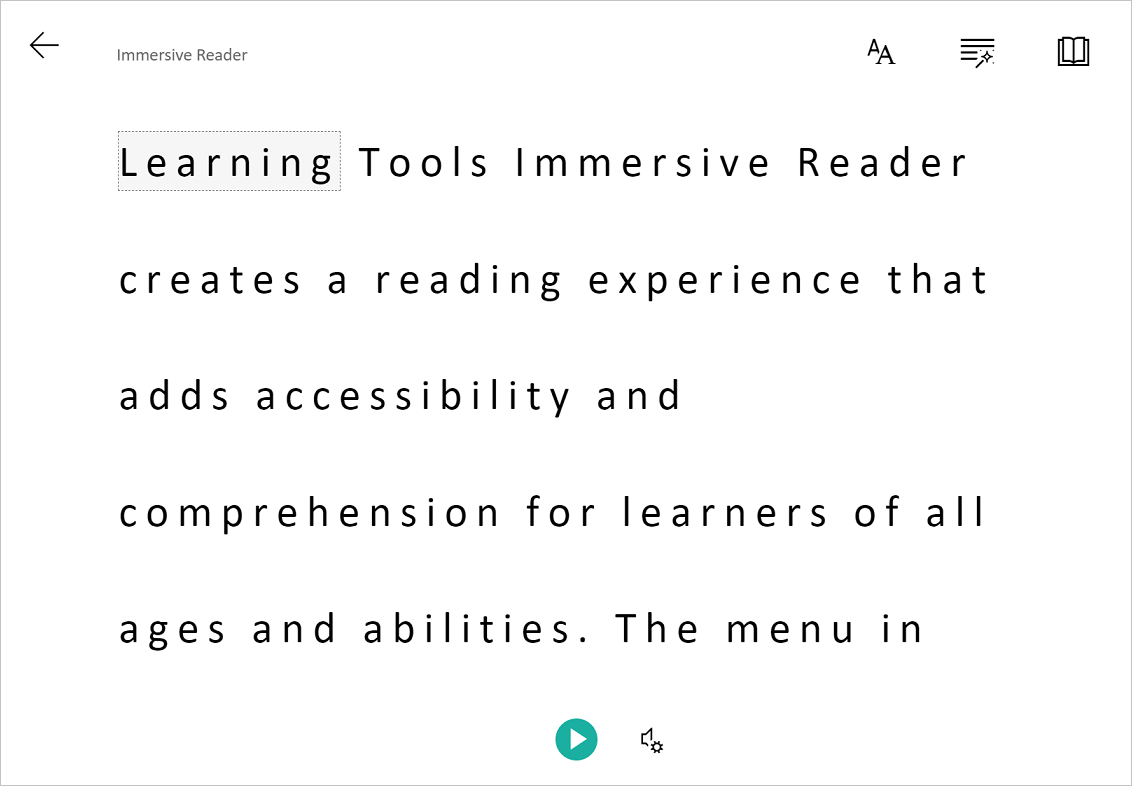 Immersive Reader
Learning Tools Immersive Reader
creates a reading experience that
adds accessibility and
comprehension for learners of all
ages and abilities. The menu in